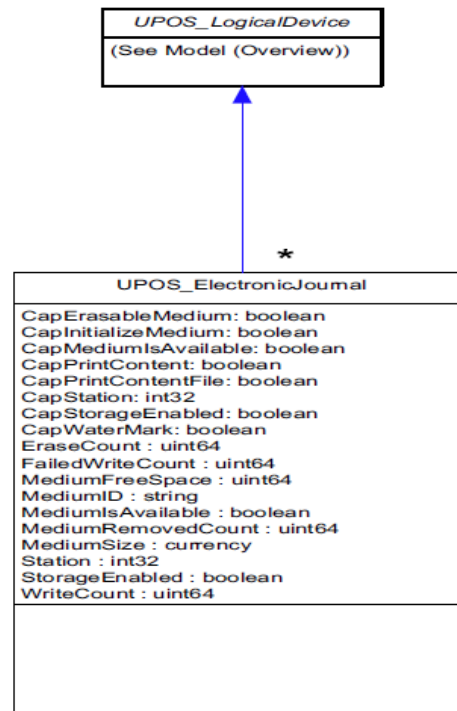 UPOS_LogicalDevice
(See Model (Overview))
*
UPOS_ElectronicJournal
CapErasableMedium: boolean
CapInitializeMedium: boolean
CapMediumIsAvailable: boolean
CapPrintContent: boolean
CapPrintContentFile: boolean
CapStation: int32
CapStorageEnabled: boolean
CapWaterMark: boolean
EraseCount : uint64
FailedWriteCount : uint64
MediumFreeSpace : uint64
MediumID : string
MediumIsAvailable : boolean
MediumRemovedCount : uint64
MediumSize : currency
Station : int32
StorageEnabled : boolean
WriteCount : uint64